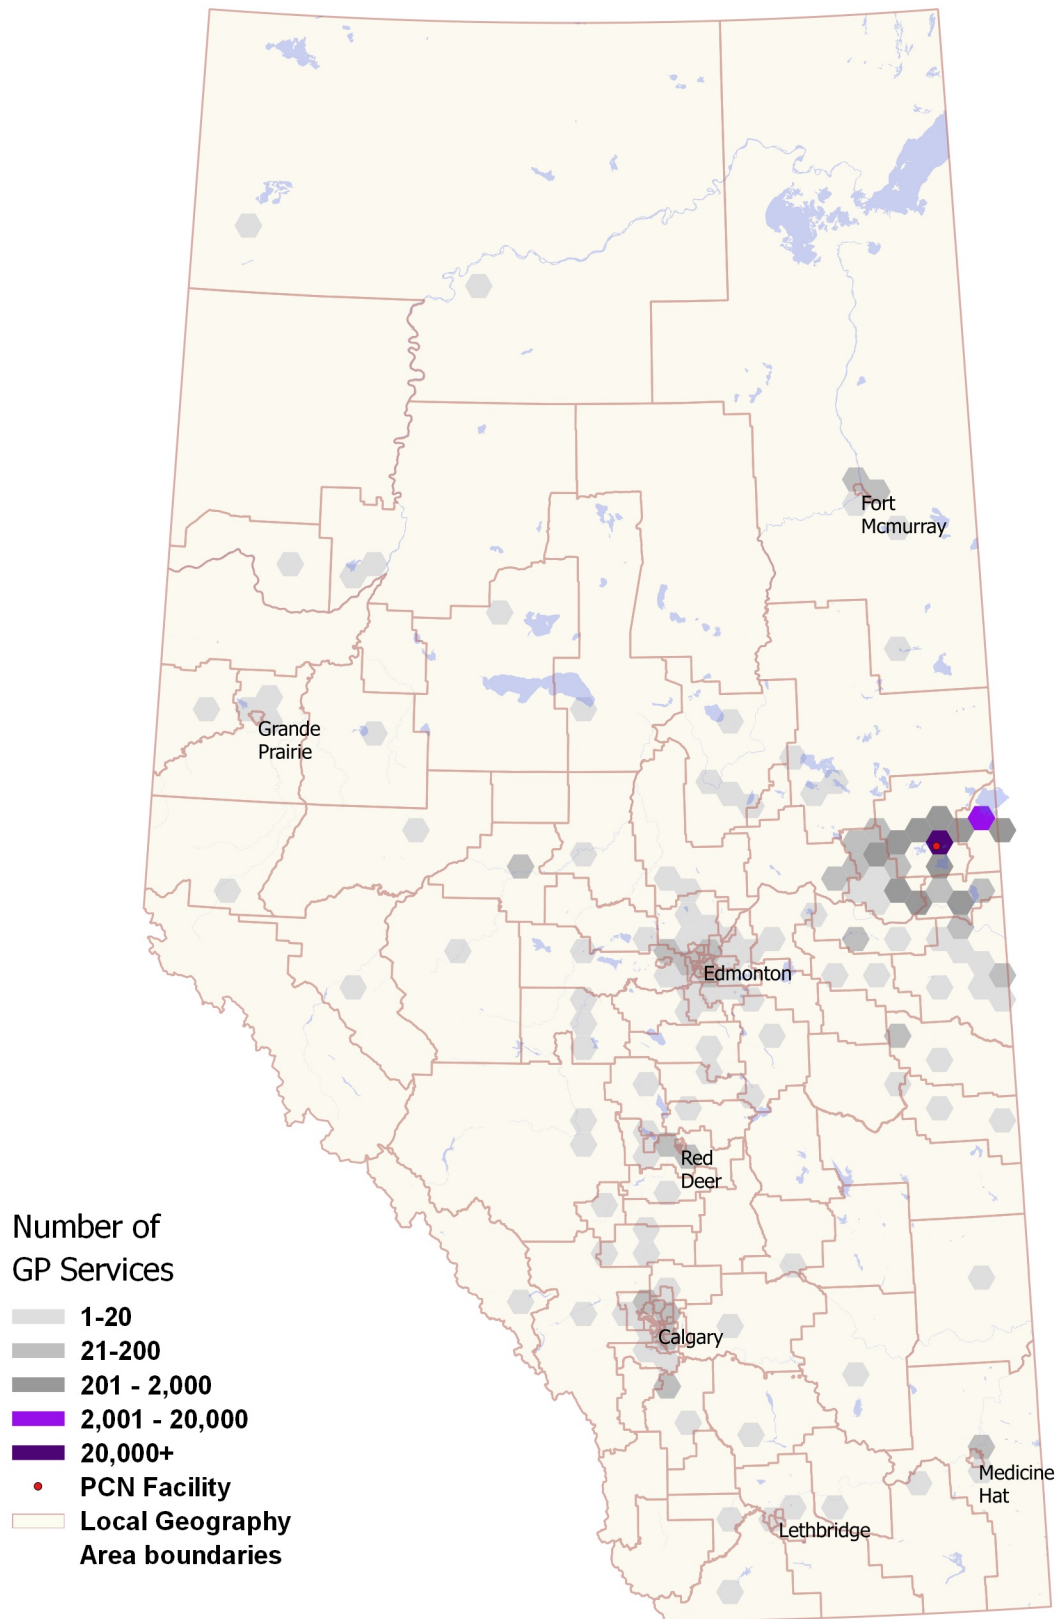 Fort
Mcmurray
Grande
Prairie
Edmonton
Red
Deer
Number of
GP Services
1-20
21-200
201 - 2,000
2,001 - 20,000
20,000+
PCN Facility
Local Geography
Area boundaries
Calgary
Medicine
Hat
Lethbridge